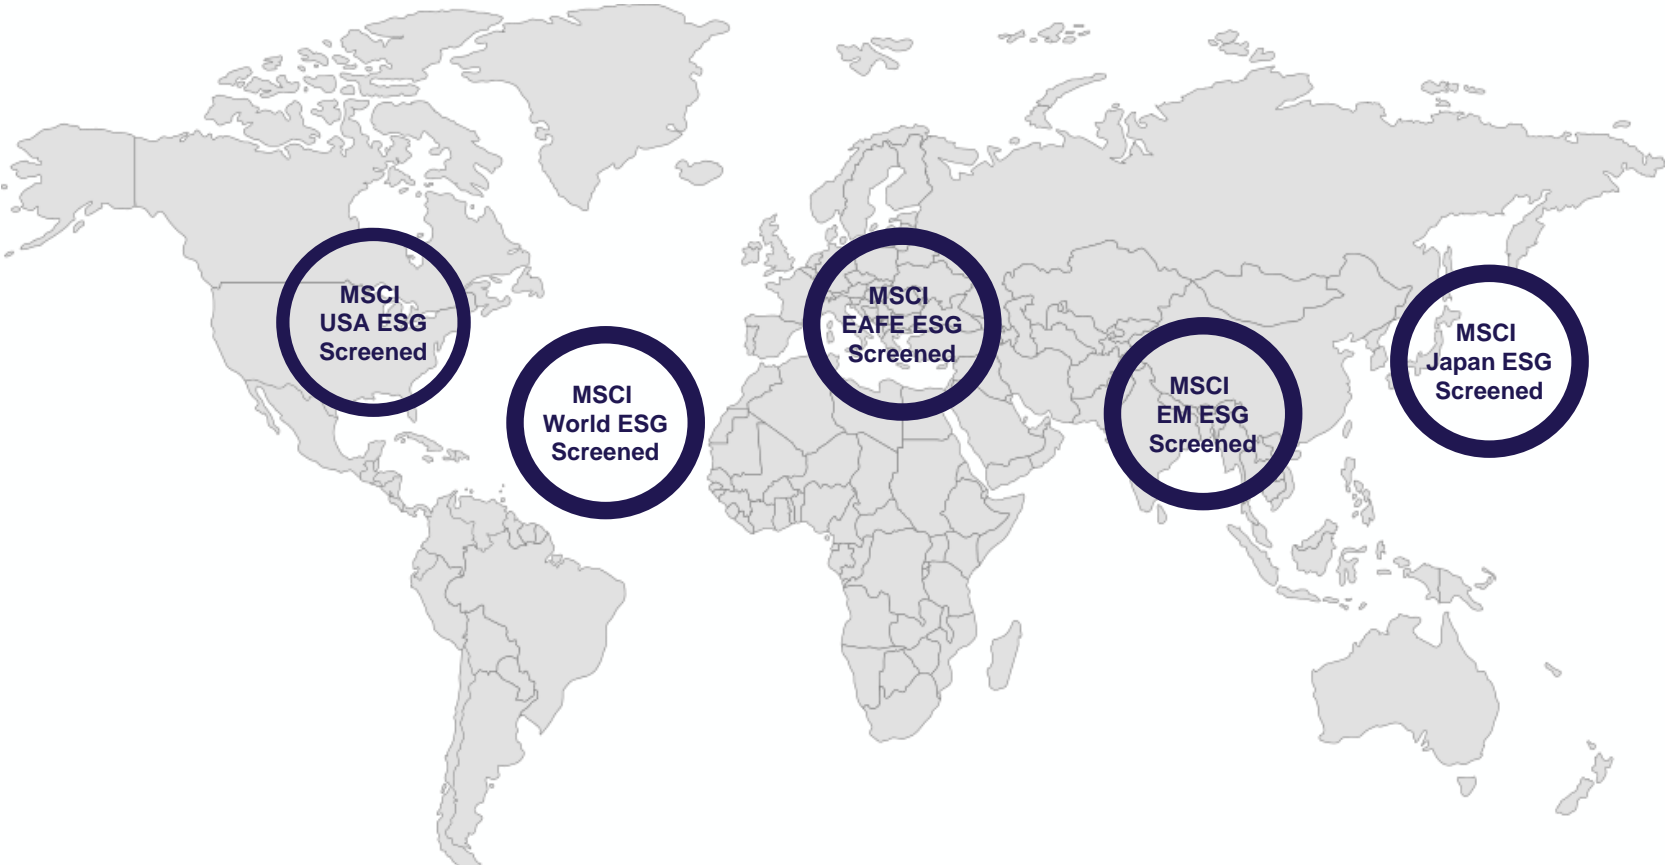 MSCI
USA ESG
Screened
MSCI
World ESG
Screened
MSCI
EAFE ESG
Screened
MSCI
EM ESG
Screened
MSCI
Japan ESG
Screened